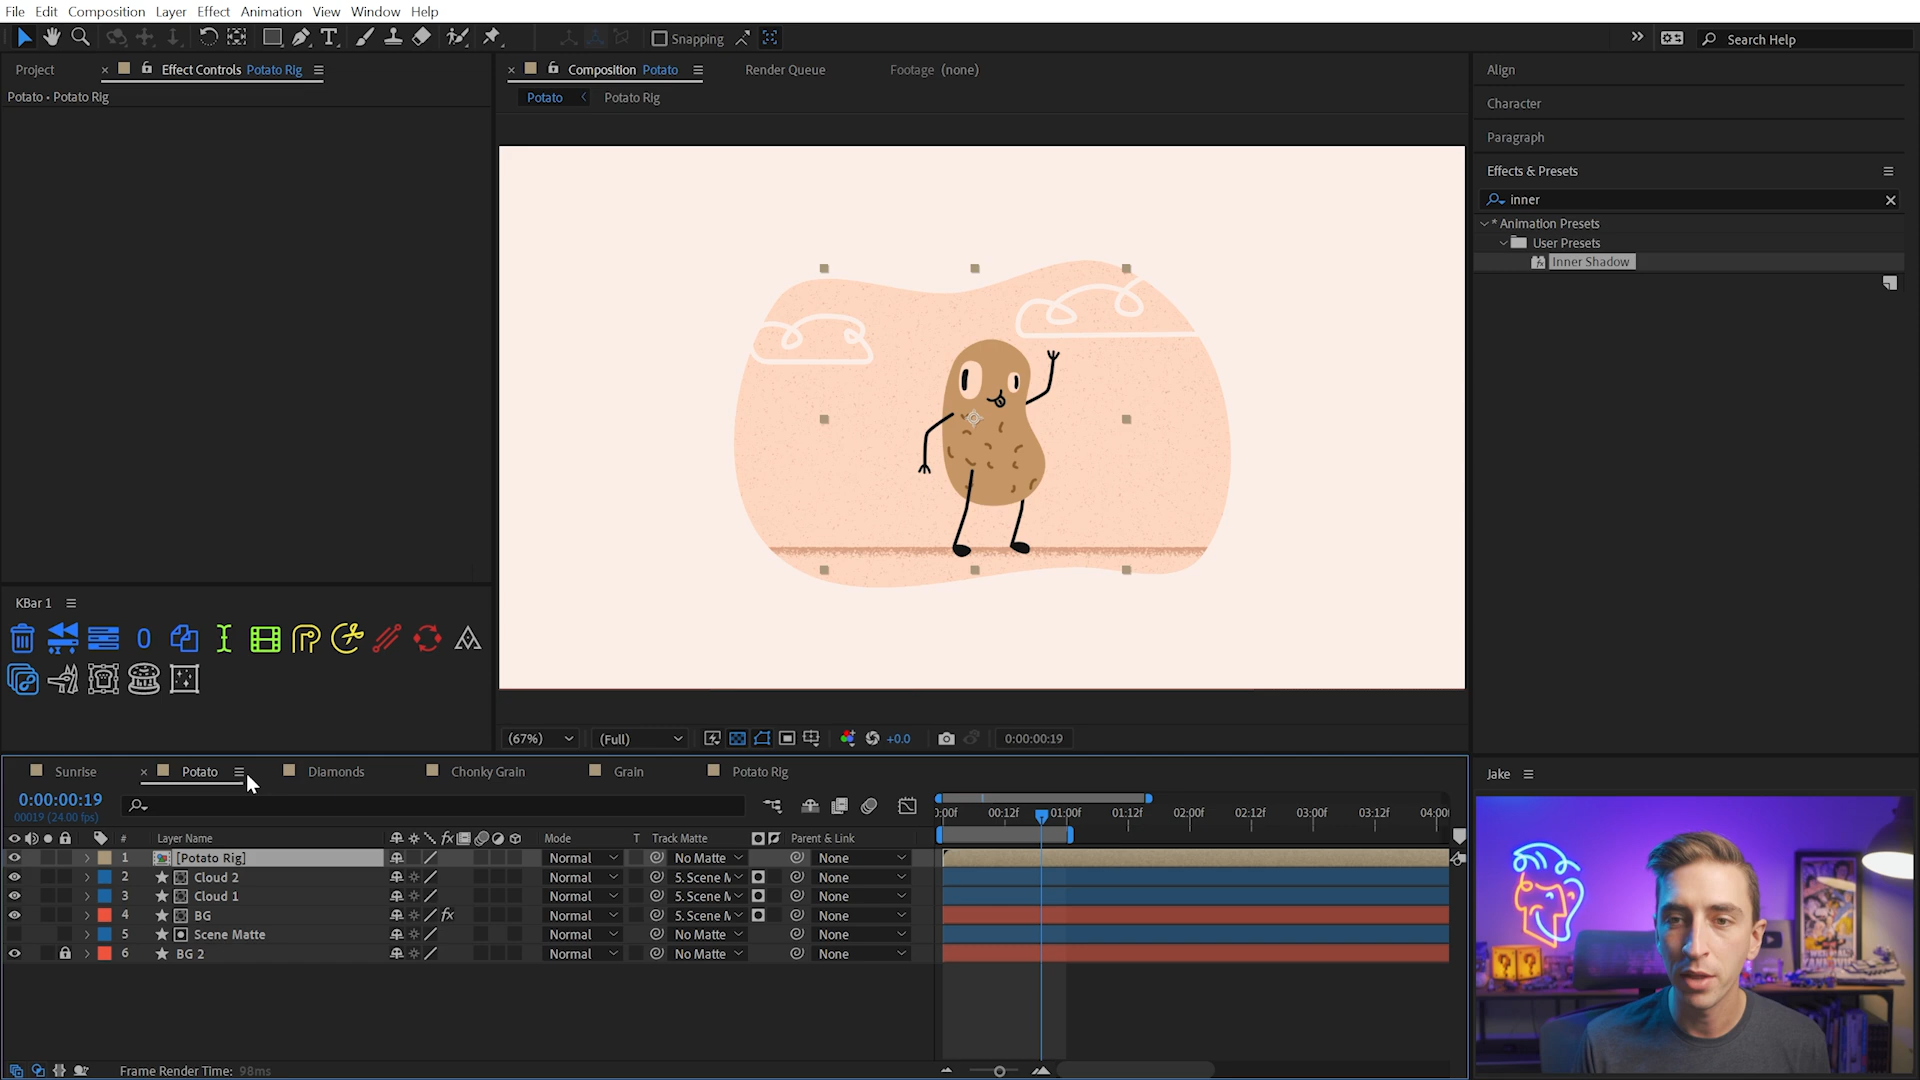 File Edit Composition Layer Effect Animation View Window Help
Snapping
Search Help
Project
Effect Controls Potato Rig
Potato • Potato Rig
Composition Potato
Render Queue
Footage (none)
Potato
Potato Rig
Align
Character
Paragraph
Effects & Presets
inner
* Animation Presets
User Presets
Inner Shadow
KBar 1
(67%)
(Full)
+0.0
0:00:00:19
Sunrise
Potato
Diamonds
Chonky Grain
Grain
Potato Rig
Jake
0:00:00:19
00019 (24.00 fps)
# Layer Name
Mode
T Track Matte
Parent & Link
:00f 00:12f 01:00f 01:12f 02:00f 02:12f 03:00f 03:12f 04:00
1 [Potato Rig] Normal No Matte None
2 Cloud 2 Normal 5. Scene M None
3 Cloud 1 Normal 5. Scene M None
4 BG fx Normal 5. Scene M None
5 Scene Matte Normal No Matte None
6 BG 2 Normal No Matte None
Frame Render Time: 98ms